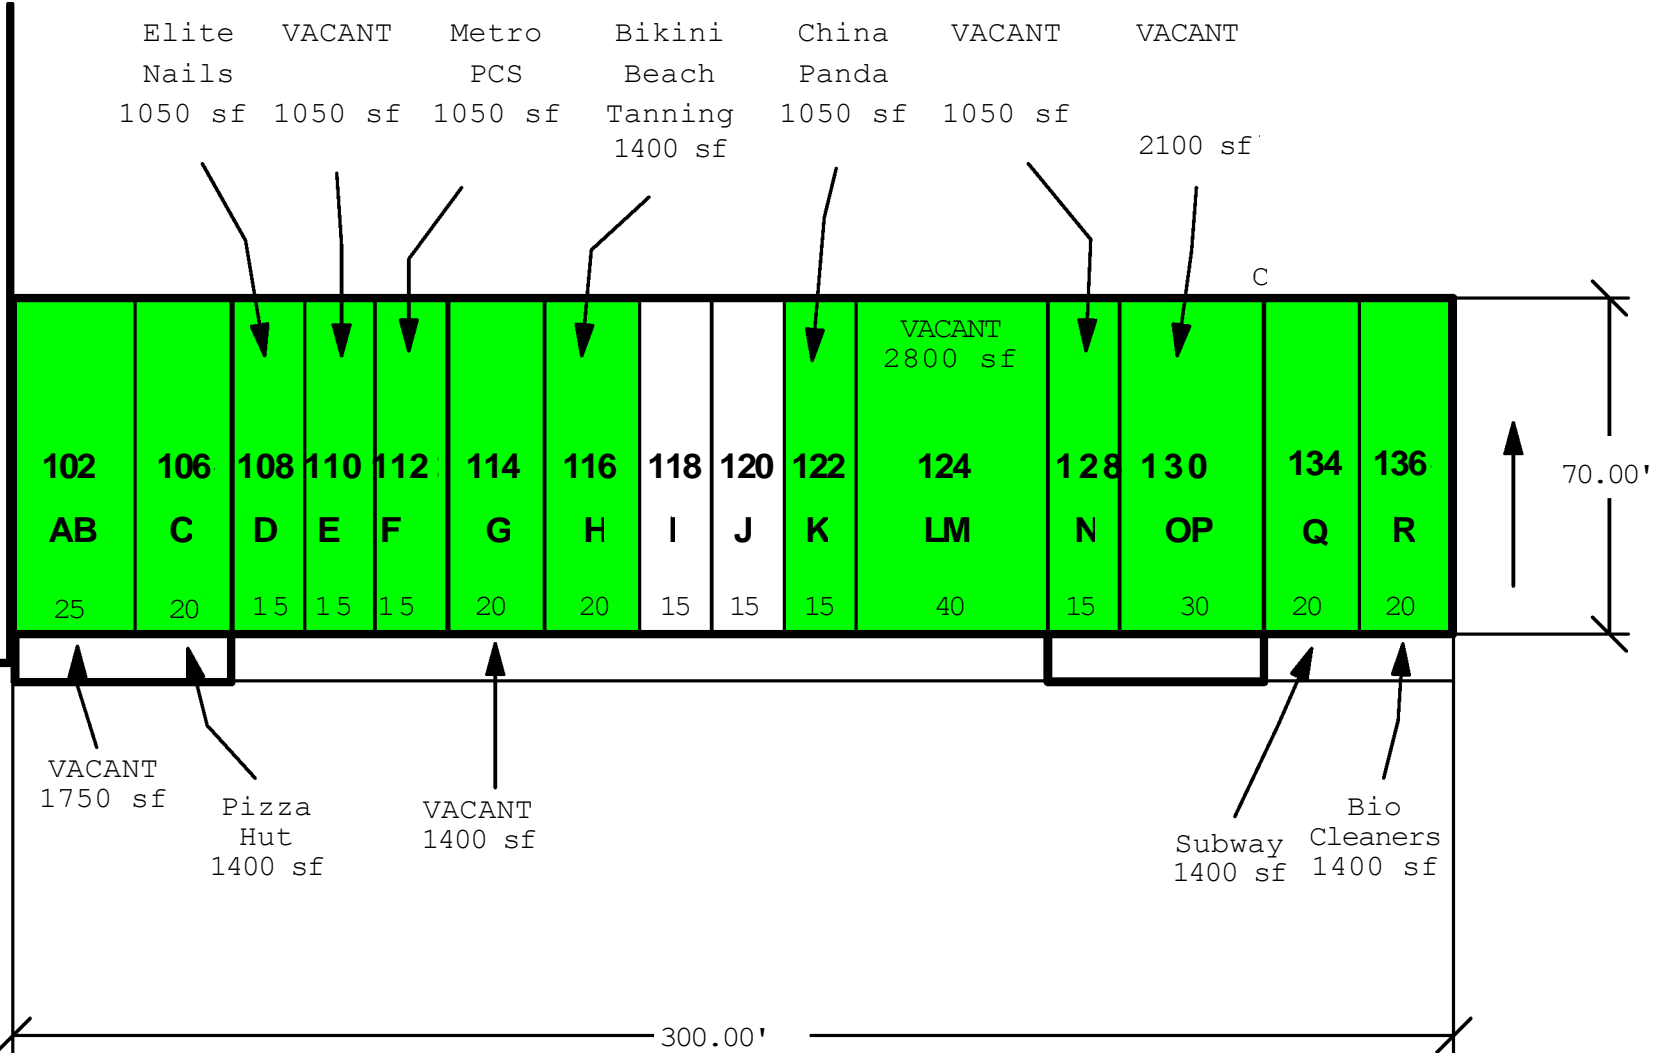 Elite VACANT Metro Bikini China VACANT VACANT
Nails PCS Beach Panda
1050 sf 1050 sf 1050 sf Tanning 1050 sf 1050 sf
1400 sf 2100 sf
C
VACANT
2800 sf
102 106 108 110 112 114 116 118 120 122 124 128 130 134 136
70.00'
AB C D E F G H I J K LM N OP Q R
25 20 15 15 15 20 20 15 15 15 40 15 30 20 20
VACANT
1750 sf
Pizza
Hut
1400 sf
VACANT
1400 sf
Subway
1400 sf
Bio
Cleaners
1400 sf
300.00'